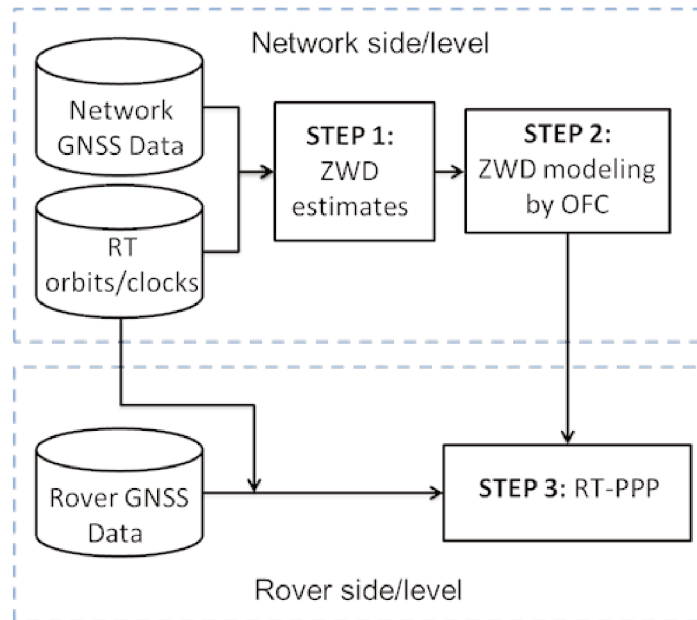 Network side/level
Network
GNSS Data
RT
orbits/clocks
STEP 1:
ZWD
estimates
STEP 2:
ZWD modeling
by OFC
Rover GNSS
Data
STEP 3: RT-PPP
Rover side/level